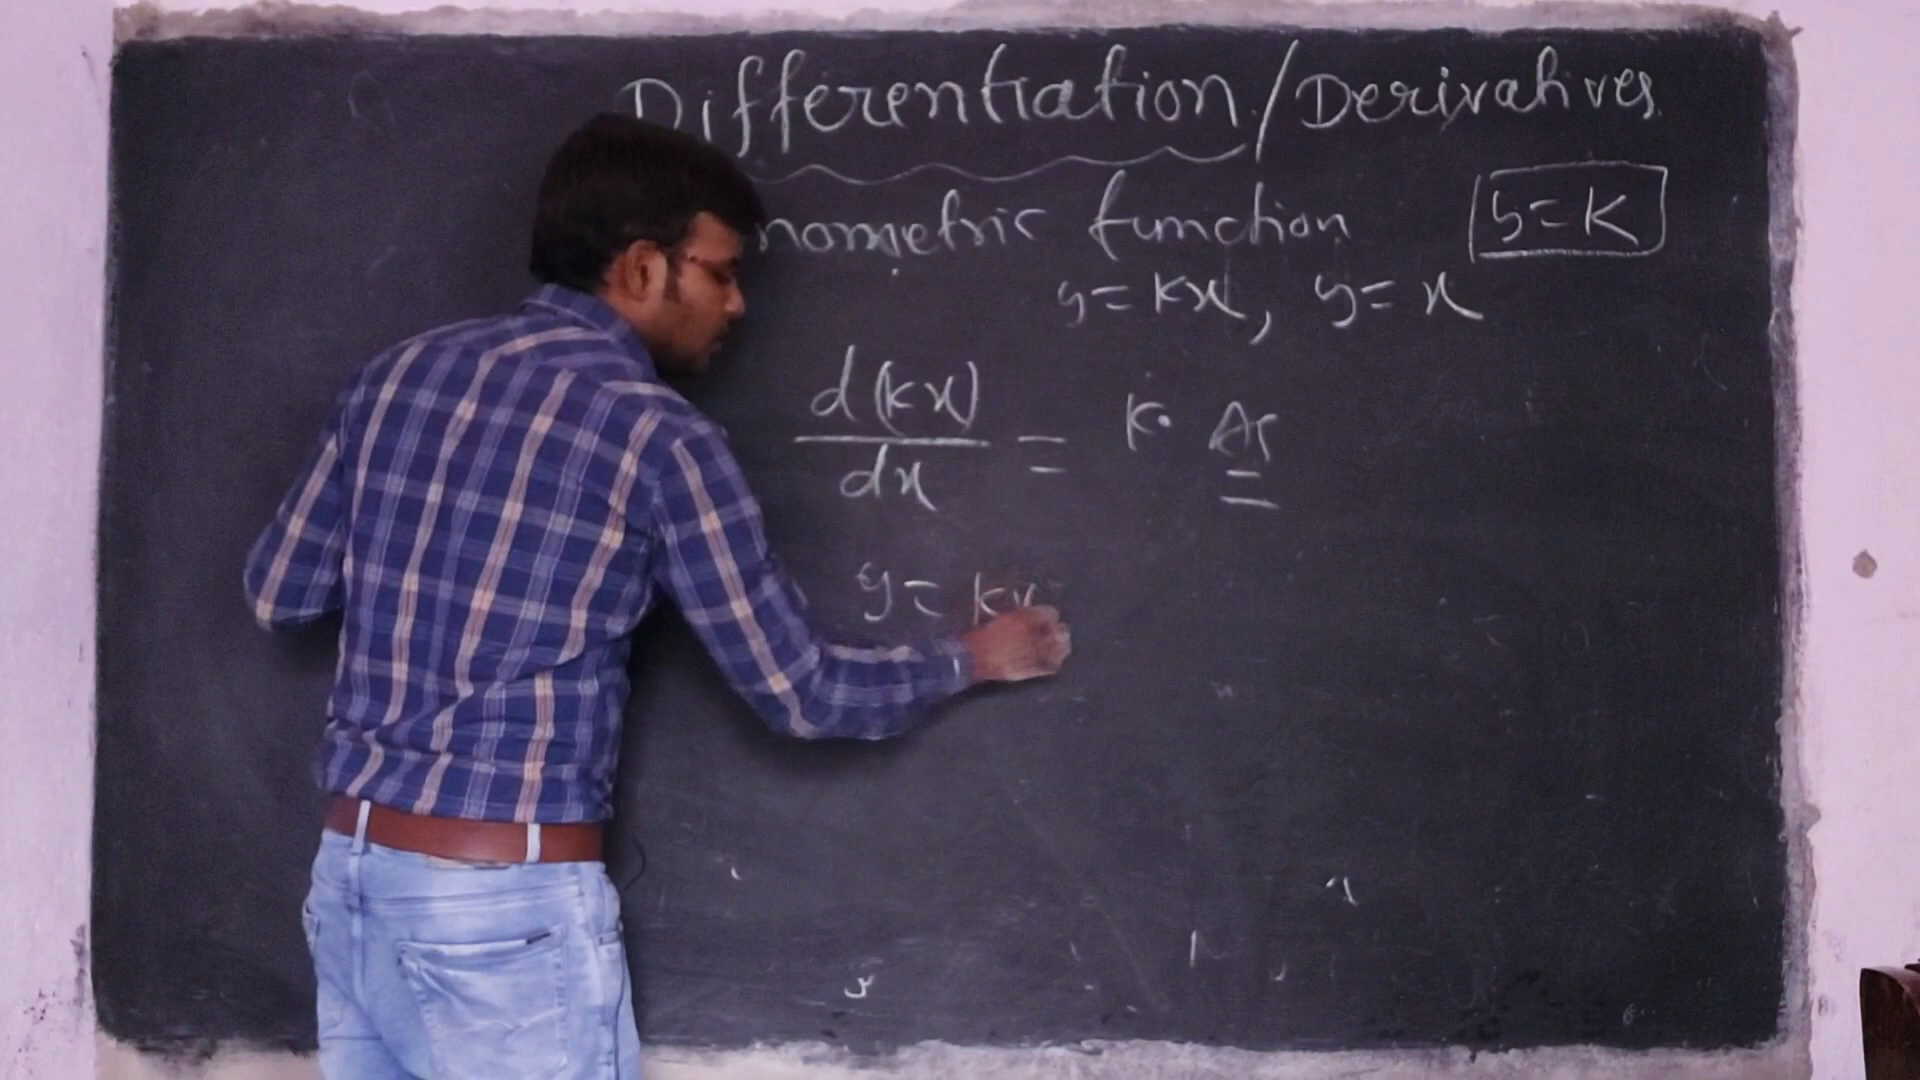 Differentiation/Derivatives
nometric function y=K
y=kx, y=x
d(kx)
dx
= k. As
y= kx